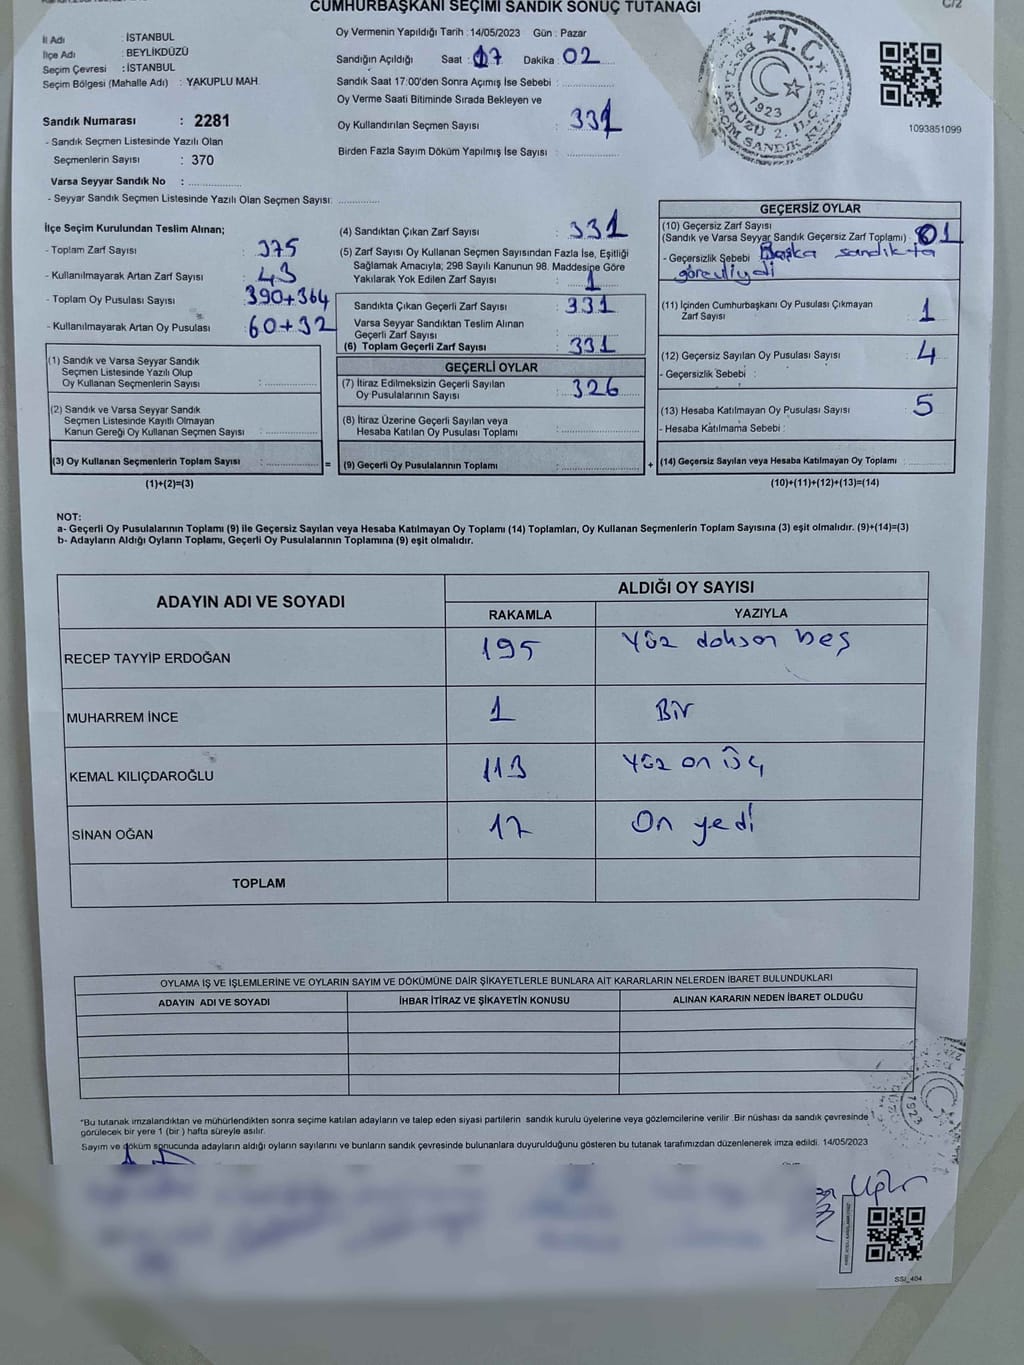 CUMHURBAŞKANI SEÇİMİ SANDIK SONUÇ TUTANAĞI
C/2
İl Adı : İSTANBUL
İlçe Adı : BEYLİKDÜZÜ
Seçim Çevresi : İSTANBUL
Seçim Bölgesi (Mahalle Adı) : YAKUPLU MAH.
Sandık Numarası : 2281
- Sandık Seçmen Listesinde Yazılı Olan
Seçmenlerin Sayısı : 370
Varsa Seyyar Sandık No : ................
- Seyyar Sandık Seçmen Listesinde Yazılı Olan Seçmen Sayısı: ............
Oy Vermenin Yapıldığı Tarih : 14/05/2023 Gün : Pazar
Sandığın Açıldığı Saat : 17 Dakika : 02
Sandık Saat 17:00'den Sonra Açımış İse Sebebi : ................
Oy Verme Saati Bitiminde Sırada Bekleyen ve
Oy Kullandırılan Seçmen Sayısı : 331
Birden Fazla Sayım Döküm Yapılmış İse Sayısı : ................
T.C.
1923
1093851099
İlçe Seçim Kurulundan Teslim Alınan;
- Toplam Zarf Sayısı : 375
- Kullanılmayarak Artan Zarf Sayısı : 43
- Toplam Oy Pusulası Sayısı : 390+364
- Kullanılmayarak Artan Oy Pusulası : 60+32
(1) Sandık ve Varsa Seyyar Sandık
Seçmen Listesinde Yazılı Olup
Oy Kullanan Seçmenlerin Sayısı : ................
(2) Sandık ve Varsa Seyyar Sandık
Seçmen Listesinde Kayıtlı Olmayan
Kanun Gereği Oy Kullanan Seçmen Sayısı : ................
(3) Oy Kullanan Seçmenlerin Toplam Sayısı : ................ =
(1)+(2)=(3)
(4) Sandıktan Çıkan Zarf Sayısı : 331
(5) Zarf Sayısı Oy Kullanan Seçmen Sayısından Fazla İse, Eşitliği
Sağlamak Amacıyla; 298 Sayılı Kanunun 98. Maddesine Göre
Yakılarak Yok Edilen Zarf Sayısı : 1
Sandıkta Çıkan Geçerli Zarf Sayısı : 331
Varsa Seyyar Sandıktan Teslim Alınan
Geçerli Zarf Sayısı
(6) Toplam Geçerli Zarf Sayısı : 331
GEÇERLİ OYLAR
(7) İtiraz Edilmeksizin Geçerli Sayılan
Oy Pusulalarının Sayısı : 326
(8) İtiraz Üzerine Geçerli Sayılan veya
Hesaba Katılan Oy Pusulası Toplamı : ................
(9) Geçerli Oy Pusulalarının Toplamı : ................ +
GEÇERSİZ OYLAR
(10) Geçersiz Zarf Sayısı
(Sandık ve Varsa Seyyar Sandık Geçersiz Zarf Toplamı) : 01
- Geçersizlik Sebebi : Başka sandıkta
görevliydi
(11) İçinden Cumhurbaşkanı Oy Pusulası Çıkmayan
Zarf Sayısı : 1
(12) Geçersiz Sayılan Oy Pusulası Sayısı : 4
- Geçersizlik Sebebi :
(13) Hesaba Katılmayan Oy Pusulası Sayısı : 5
- Hesaba Katılmama Sebebi :
(14) Geçersiz Sayılan veya Hesaba Katılmayan Oy Toplamı :
(10)+(11)+(12)+(13)=(14)
NOT:
a- Geçerli Oy Pusulalarının Toplamı (9) ile Geçersiz Sayılan veya Hesaba Katılmayan Oy Toplamı (14) Toplamları, Oy Kullanan Seçmenlerin Toplam Sayısına (3) eşit olmalıdır. (9)+(14)=(3)
b- Adayların Aldığı Oyların Toplamı, Geçerli Oy Pusulalarının Toplamına (9) eşit olmalıdır.
ADAYIN ADI VE SOYADI ALDIĞI OY SAYISI
RAKAMLA YAZIYLA
RECEP TAYYİP ERDOĞAN 195 Yüz doksan beş
MUHARREM İNCE 1 Bir
KEMAL KILIÇDAROĞLU 113 Yüz on üç
SİNAN OĞAN 17 On yedi
TOPLAM
OYLAMA İŞ VE İŞLEMLERİNE VE OYLARIN SAYIM VE DÖKÜMÜNE DAİR ŞİKAYETLERLE BUNLARA AİT KARARLARIN NELERDEN İBARET BULUNDUKLARI
ADAYIN ADI VE SOYADI İHBAR İTİRAZ VE ŞİKAYETİN KONUSU ALINAN KARARIN NEDEN İBARET OLDUĞU
*Bu tutanak imzalandıktan ve mühürlendikten sonra seçime katılan adayların ve talep eden siyasi partilerin sandık kurulu üyelerine veya gözlemcilerine verilir .Bir nüshası da sandık çevresinde
görülecek bir yere 1 (bir ) hafta süreyle asılır.
Sayım ve döküm sonucunda adayların aldığı oyların sayılarını ve bunların sandık çevresinde bulunanlara duyurulduğunu gösteren bu tutanak tarafımızdan düzenlenerek imza edildi. 14/05/2023
SSI_404